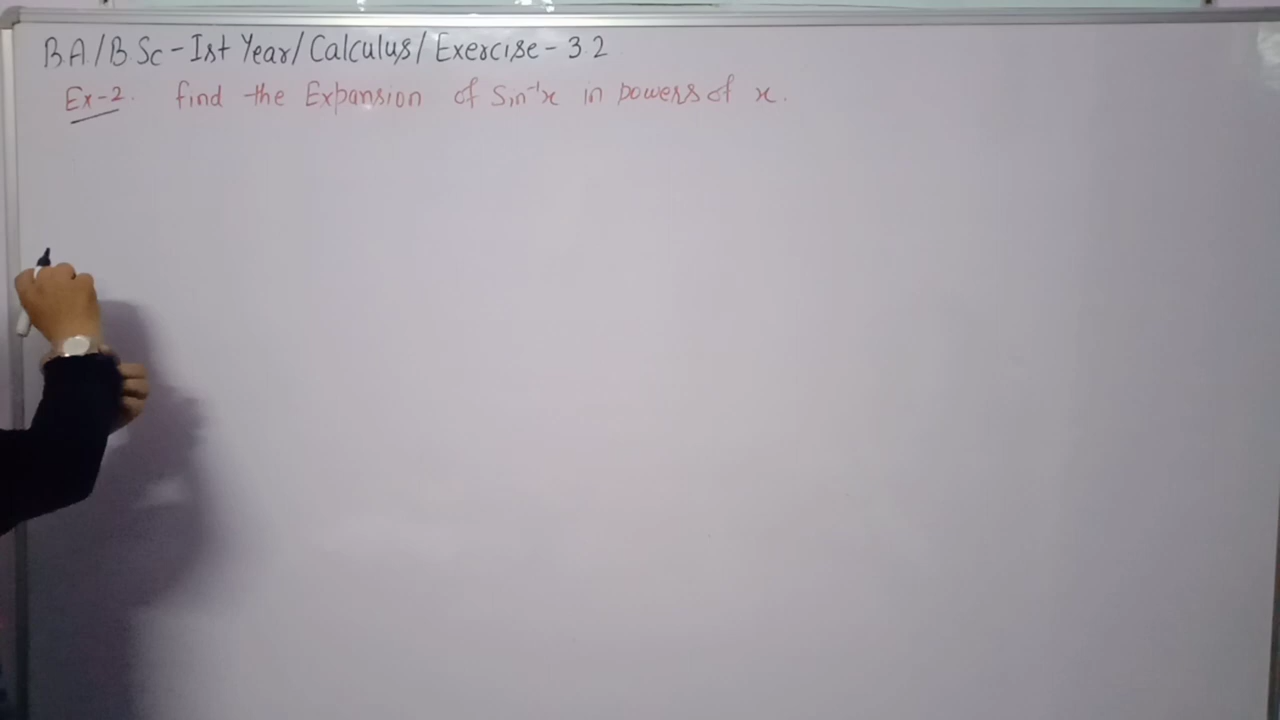 B.A/B.Sc-Ist Year/Calculus/Exercise-3.2
Ex-2. find the Expansion of Sin⁻¹x in powers of x.